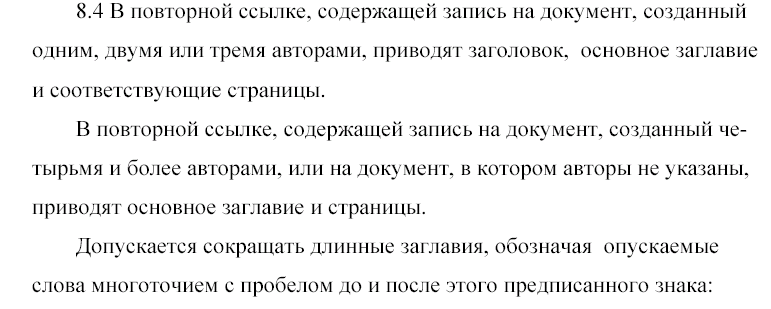 8.4 В повторной ссылке, содержащей запись на документ, созданный
одним, двумя или тремя авторами, приводят заголовок,  основное заглавие
и соответствующие страницы.
В повторной ссылке, содержащей запись на документ, созданный че-
тырьмя и более авторами, или на документ, в котором авторы не указаны,
приводят основное заглавие и страницы.
Допускается сокращать длинные заглавия, обозначая  опускаемые
слова многоточием с пробелом до и после этого предписанного знака: